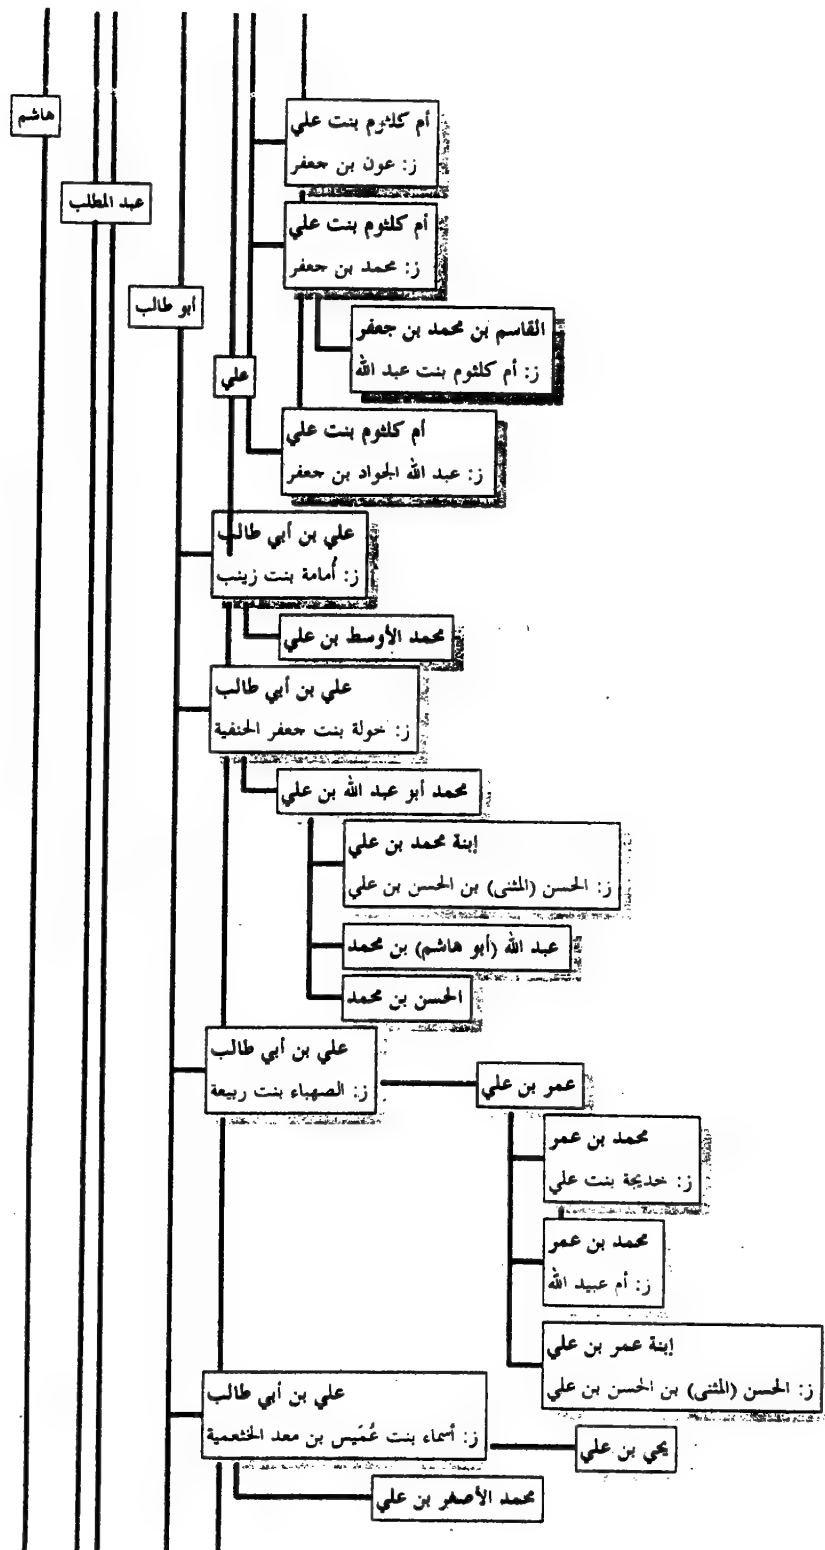 هاشم
أم كلثوم بنت علي
ز: عون بن جعفر
عبد المطلب
أم كلثوم بنت علي
ز: محمد بن جعفر
أبو طالب
القاسم بن محمد بن جعفر
ز: أم كلثوم بنت عبد الله
علي
أم كلثوم بنت علي
ز: عبد الله الجواد بن جعفر
علي بن أبي طالب
ز: أُمامة بنت زينب
محمد الأوسط بن علي
علي بن أبي طالب
ز: خولة بنت جعفر الحنفية
محمد أبو عبد الله بن علي
إبنة محمد بن علي
ز: الحسن (المثنى) بن الحسن بن علي
عبد الله (أبو هاشم) بن محمد
الحسن بن محمد
علي بن أبي طالب
ز: الصهباء بنت ربيعة
عمر بن علي
محمد بن عمر
ز: خديجة بنت علي
محمد بن عمر
ز: أم عبيد الله
إبنة عمر بن علي
ز: الحسن (المثنى) بن الحسن بن علي
علي بن أبي طالب
ز: أسماء بنت عُمَيس بن معد الخثعمية
يحي بن علي
محمد الأصغر بن علي